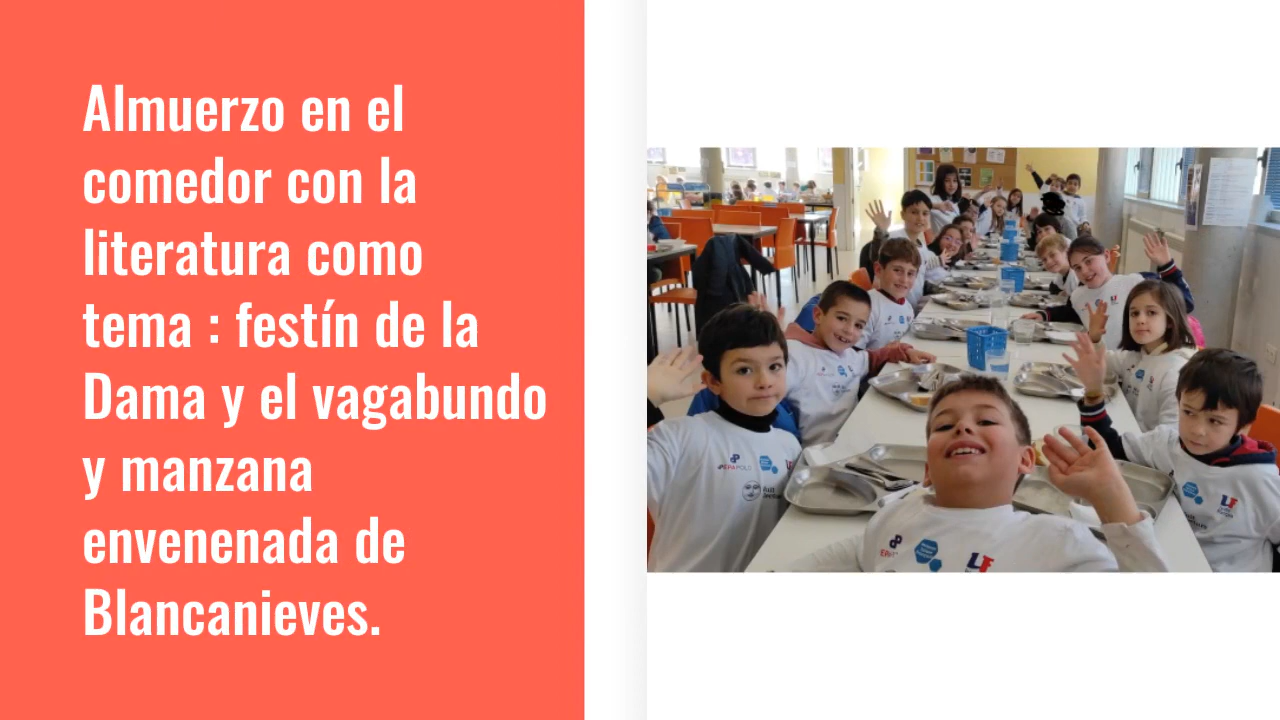 Almuerzo en el
comedor con la
literatura como
tema : festín de la
Dama y el vagabundo
y manzana
envenenada de
Blancanieves.